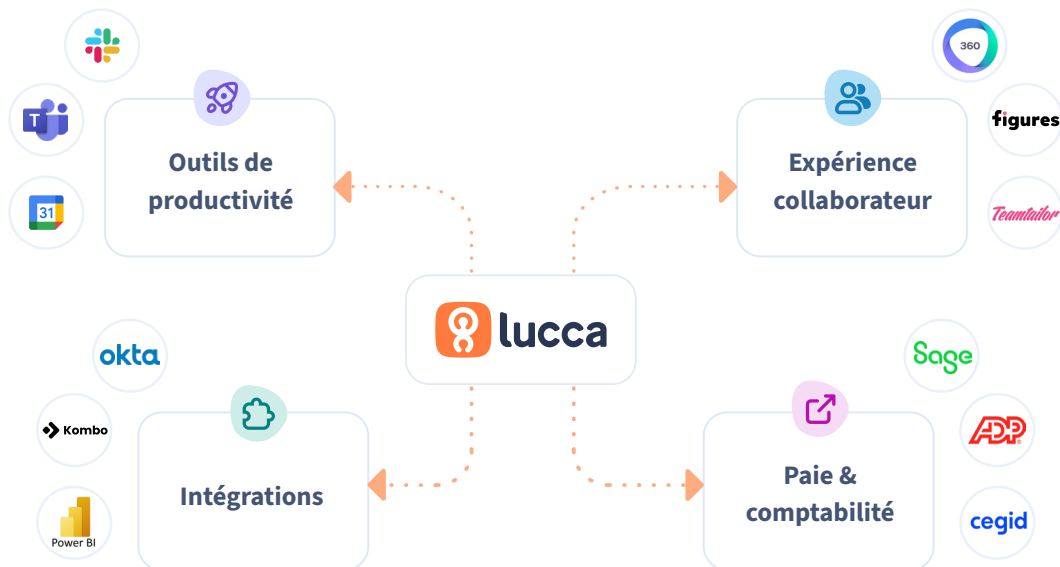 360
T
figures
Outils de
productivité
Expérience
collaborateur
31
Teamtailor
lucca
okta
Sage
Kombo
ADP
Intégrations
Paie &
comptabilité
Power BI
cegid